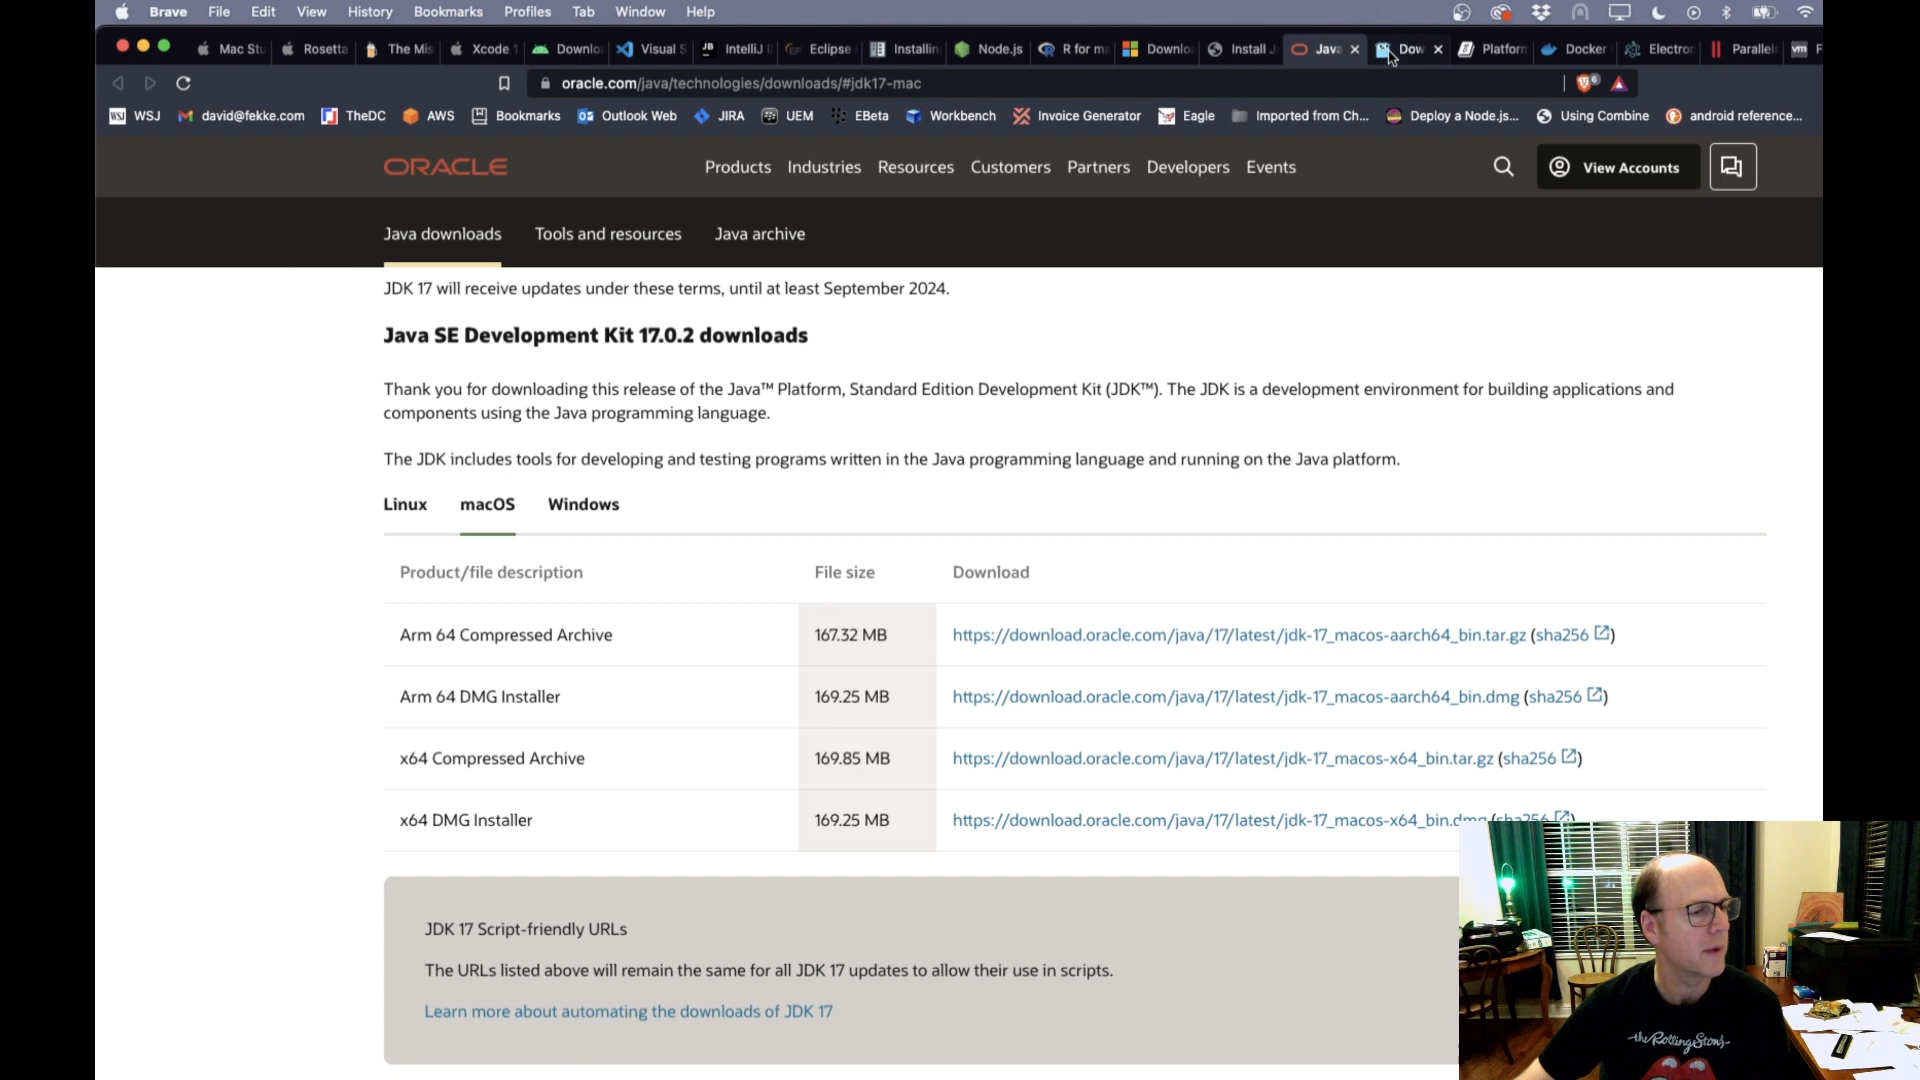 Brave File Edit View History Bookmarks Profiles Tab Window Help
Mac Stu Rosetta The Mis Xcode 1 Downlo Visual S IntelliJ I Eclipse Installin Node.js R for ma Downlo Install J Java Dow Platform Docker Electror Parallel
oracle.com/java/technologies/downloads/#jdk17-mac
WSJ david@fekke.com TheDC AWS Bookmarks Outlook Web JIRA UEM EBeta Workbench Invoice Generator Eagle Imported from Ch... Deploy a Node.js... Using Combine android reference...
ORACLE Products Industries Resources Customers Partners Developers Events View Accounts
Java downloads Tools and resources Java archive
JDK 17 will receive updates under these terms, until at least September 2024.
Java SE Development Kit 17.0.2 downloads
Thank you for downloading this release of the Java™ Platform, Standard Edition Development Kit (JDK™). The JDK is a development environment for building applications and
components using the Java programming language.
The JDK includes tools for developing and testing programs written in the Java programming language and running on the Java platform.
Linux macOS Windows
Product/file description File size Download
Arm 64 Compressed Archive 167.32 MB https://download.oracle.com/java/17/latest/jdk-17_macos-aarch64_bin.tar.gz (sha256)
Arm 64 DMG Installer 169.25 MB https://download.oracle.com/java/17/latest/jdk-17_macos-aarch64_bin.dmg (sha256)
x64 Compressed Archive 169.85 MB https://download.oracle.com/java/17/latest/jdk-17_macos-x64_bin.tar.gz (sha256)
x64 DMG Installer 169.25 MB https://download.oracle.com/java/17/latest/jdk-17_macos-x64_bin.dmg (sha256)
JDK 17 Script-friendly URLs
The URLs listed above will remain the same for all JDK 17 updates to allow their use in scripts.
Learn more about automating the downloads of JDK 17
the Rolling Stones